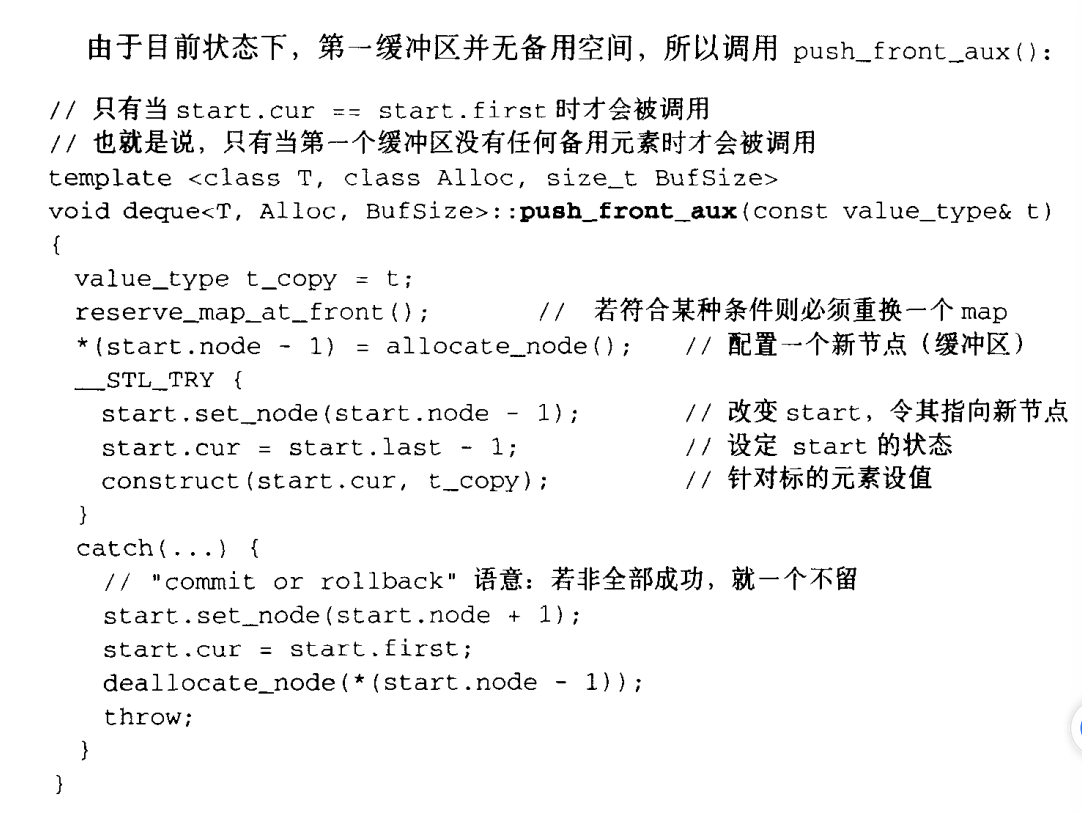 由于目前状态下，第一缓冲区并无备用空间，所以调用 push_front_aux():
// 只有当 start.cur == start.first 时才会被调用
// 也就是说，只有当第一个缓冲区没有任何备用元素时才会被调用
template <class T, class Alloc, size_t BufSize>
void deque<T, Alloc, BufSize>::push_front_aux(const value_type& t)
{
  value_type t_copy = t;
  reserve_map_at_front();        // 若符合某种条件则必须重换一个 map
  *(start.node - 1) = allocate_node();   // 配置一个新节点（缓冲区）
  __STL_TRY {
    start.set_node(start.node - 1);      // 改变 start，令其指向新节点
    start.cur = start.last - 1;          // 设定 start 的状态
    construct(start.cur, t_copy);        // 针对标的元素设值
  }
  catch(...) {
    // "commit or rollback" 语意：若非全部成功，就一个不留
    start.set_node(start.node + 1);
    start.cur = start.first;
    deallocate_node(*(start.node - 1));
    throw;
  }
}